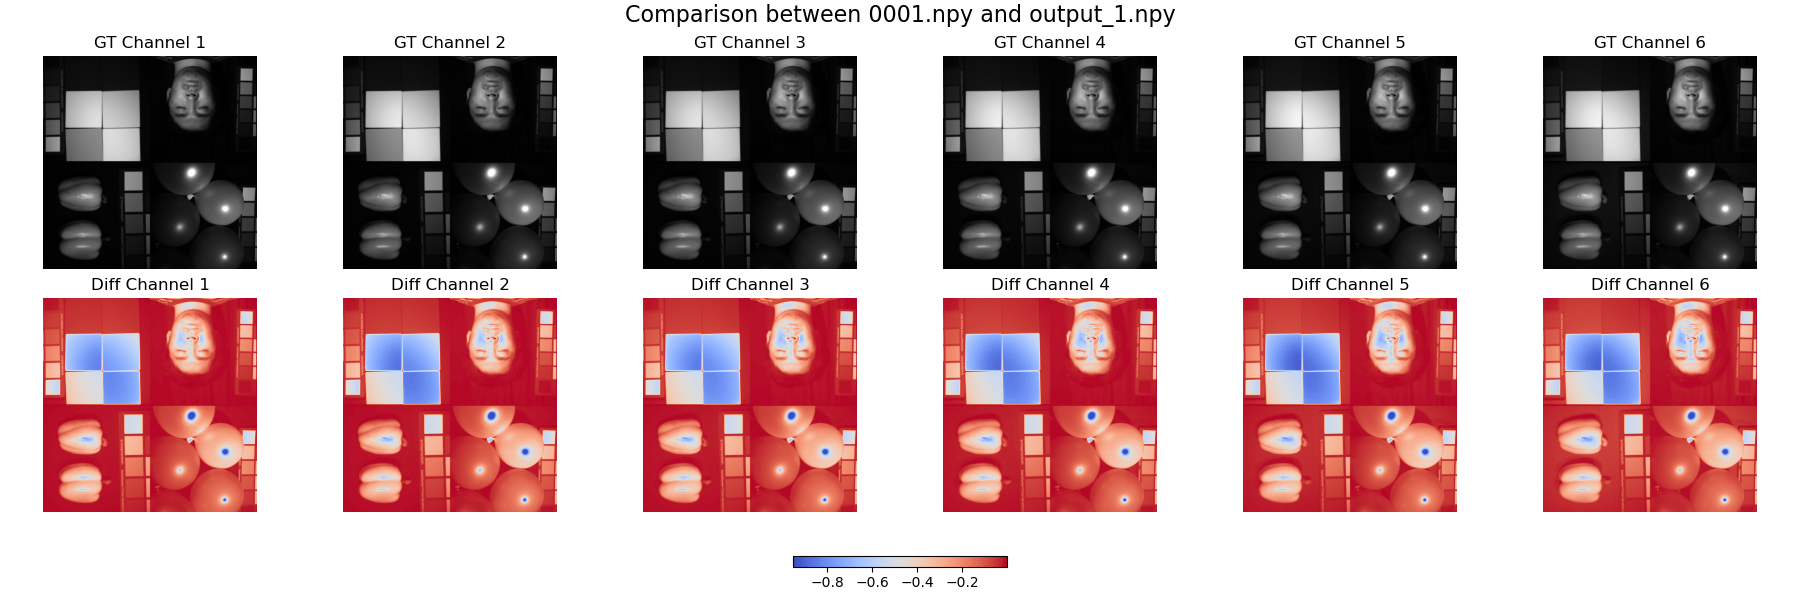 Comparison between 0001.npy and output_1.npy
GT Channel 1 GT Channel 2 GT Channel 3 GT Channel 4 GT Channel 5 GT Channel 6
Diff Channel 1 Diff Channel 2 Diff Channel 3 Diff Channel 4 Diff Channel 5 Diff Channel 6
−0.8 −0.6 −0.4 −0.2